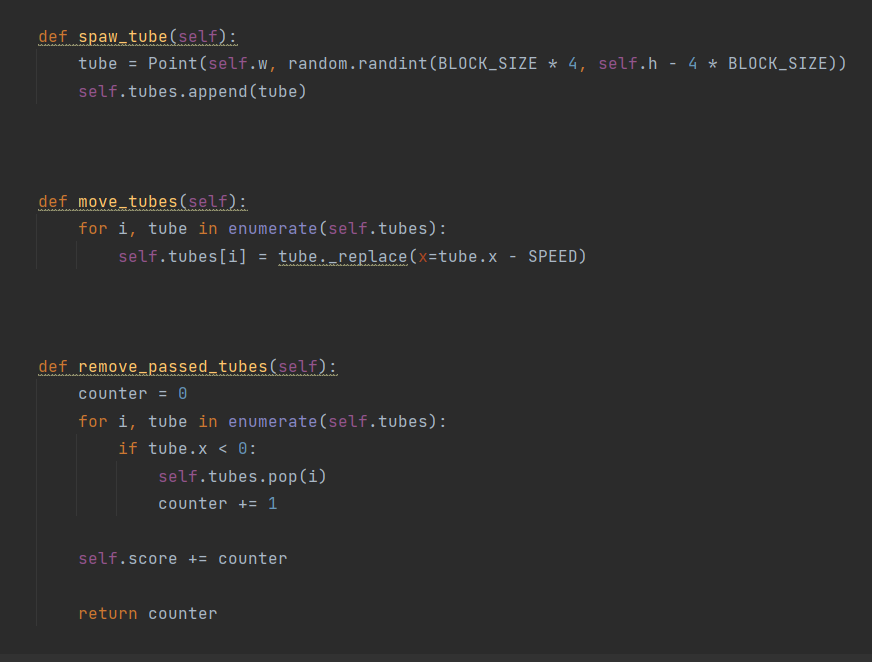 def spaw_tube(self):
    tube = Point(self.w, random.randint(BLOCK_SIZE * 4, self.h - 4 * BLOCK_SIZE))
    self.tubes.append(tube)
def move_tubes(self):
    for i, tube in enumerate(self.tubes):
        self.tubes[i] = tube._replace(x=tube.x - SPEED)
def remove_passed_tubes(self):
    counter = 0
    for i, tube in enumerate(self.tubes):
        if tube.x < 0:
            self.tubes.pop(i)
            counter += 1
    self.score += counter
    return counter